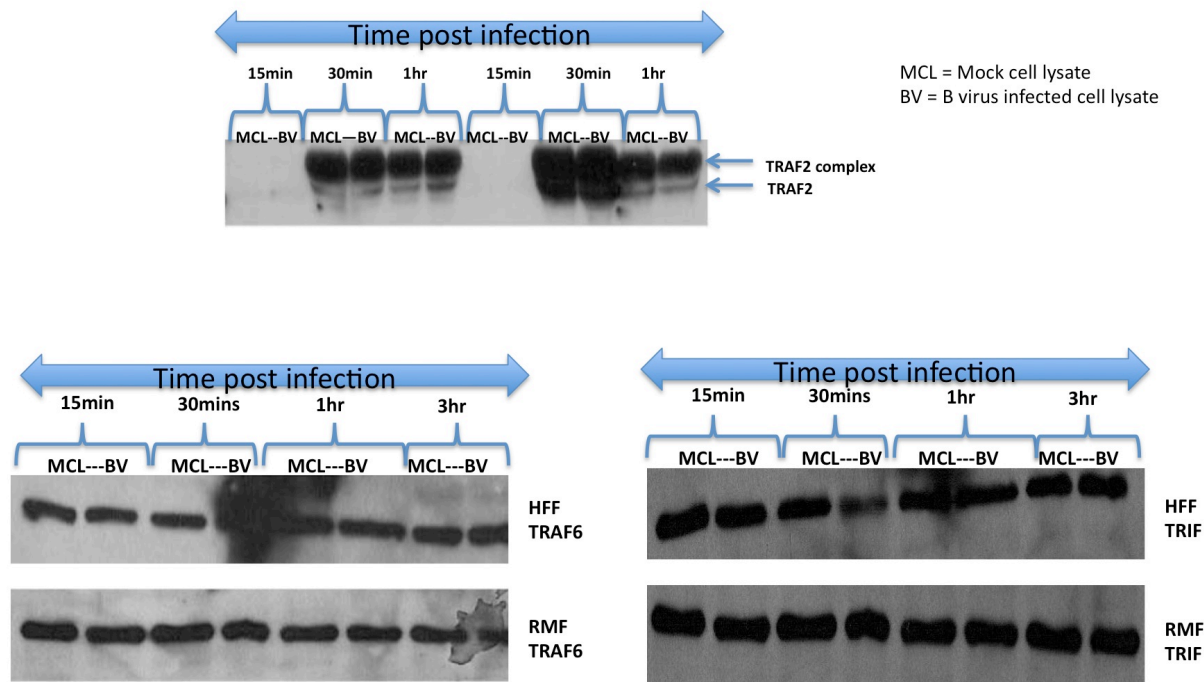 Time post infection
15min 30min 1hr 15min 30min 1hr
MCL = Mock cell lysate
BV = B virus infected cell lysate
MCL--BV MCL—BV MCL--BV MCL--BV MCL--BV MCL--BV
TRAF2 complex
TRAF2
Time post infection
15min 30mins 1hr 3hr
MCL---BV MCL---BV MCL---BV MCL---BV
HFF
TRAF6
RMF
TRAF6
Time post infection
15min 30mins 1hr 3hr
MCL---BV MCL---BV MCL---BV MCL---BV
HFF
TRIF
RMF
TRIF